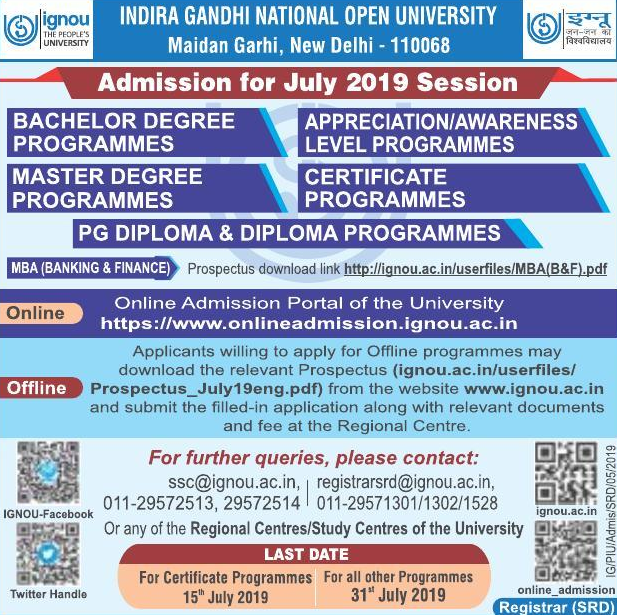 ignou
THE PEOPLE'S
UNIVERSITY
INDIRA GANDHI NATIONAL OPEN UNIVERSITY
Maidan Garhi, New Delhi - 110068
इग्नू
जन-जन का
विश्वविद्यालय
Admission for July 2019 Session
BACHELOR DEGREE
PROGRAMMES
APPRECIATION/AWARENESS
LEVEL PROGRAMMES
MASTER DEGREE
PROGRAMMES
CERTIFICATE
PROGRAMMES
PG DIPLOMA & DIPLOMA PROGRAMMES
MBA (BANKING & FINANCE) Prospectus download link http://ignou.ac.in/userfiles/MBA(B&F).pdf
Online
Online Admission Portal of the University
https://www.onlineadmission.ignou.ac.in
Offline
Applicants willing to apply for Offline programmes may
download the relevant Prospectus (ignou.ac.in/userfiles/
Prospectus_July19eng.pdf) from the website www.ignou.ac.in
and submit the filled-in application along with relevant documents
and fee at the Regional Centre.
For further queries, please contact:
ssc@ignou.ac.in, registrarsrd@ignou.ac.in,
011-29572513, 29572514 011-29571301/1302/1528
Or any of the Regional Centres/Study Centres of the University
IGNOU-Facebook
Twitter Handle
LAST DATE
For Certificate Programmes
15th July 2019
For all other Programmes
31st July 2019
ignou.ac.in
online_admission
IG/PIU/Admis/SRD/05/2019
Registrar (SRD)